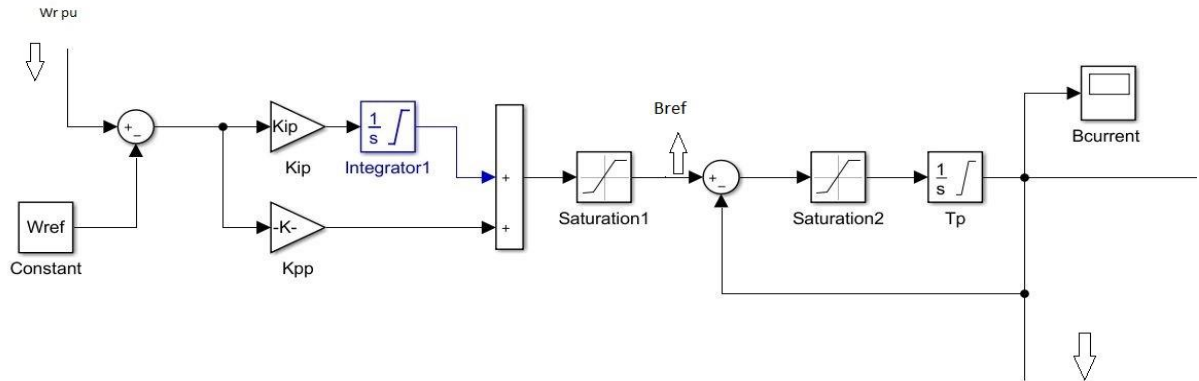 Wr pu
+
−
Kip
Kip
1
s
Integrator1
Wref
Constant
-K-
Kpp
+
+
Saturation1
Bref
+
−
Saturation2
1
s
Tp
Bcurrent